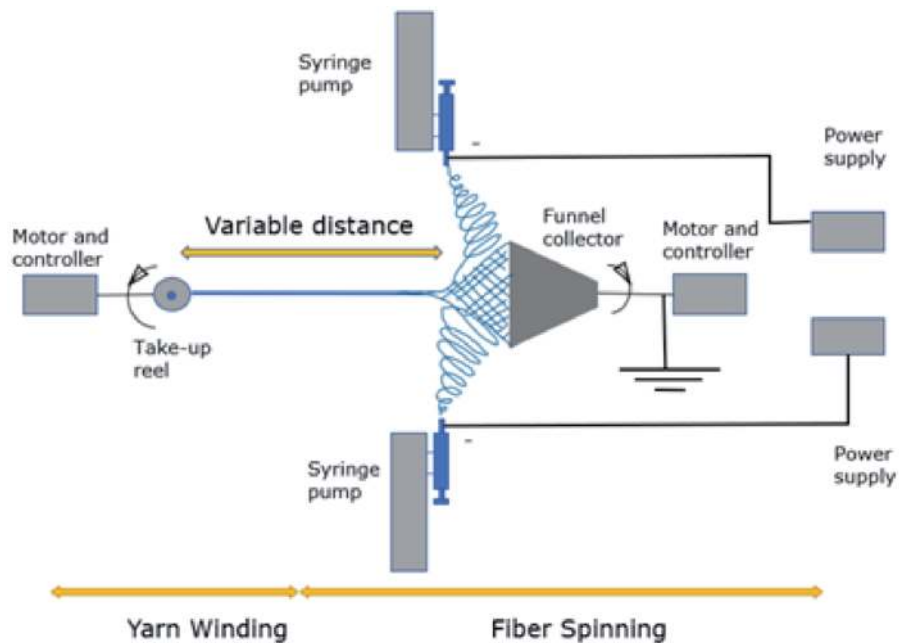 Syringe
pump
-
Power
supply
Variable distance
Funnel
collector
Motor and
controller
Motor and
controller
Take-up
reel
-
Syringe
pump
Power
supply
Yarn Winding
Fiber Spinning